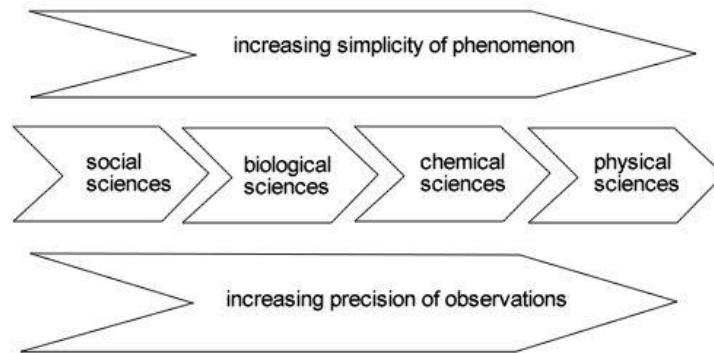 increasing simplicity of phenomenon
social
sciences
biological
sciences
chemical
sciences
physical
sciences
increasing precision of observations